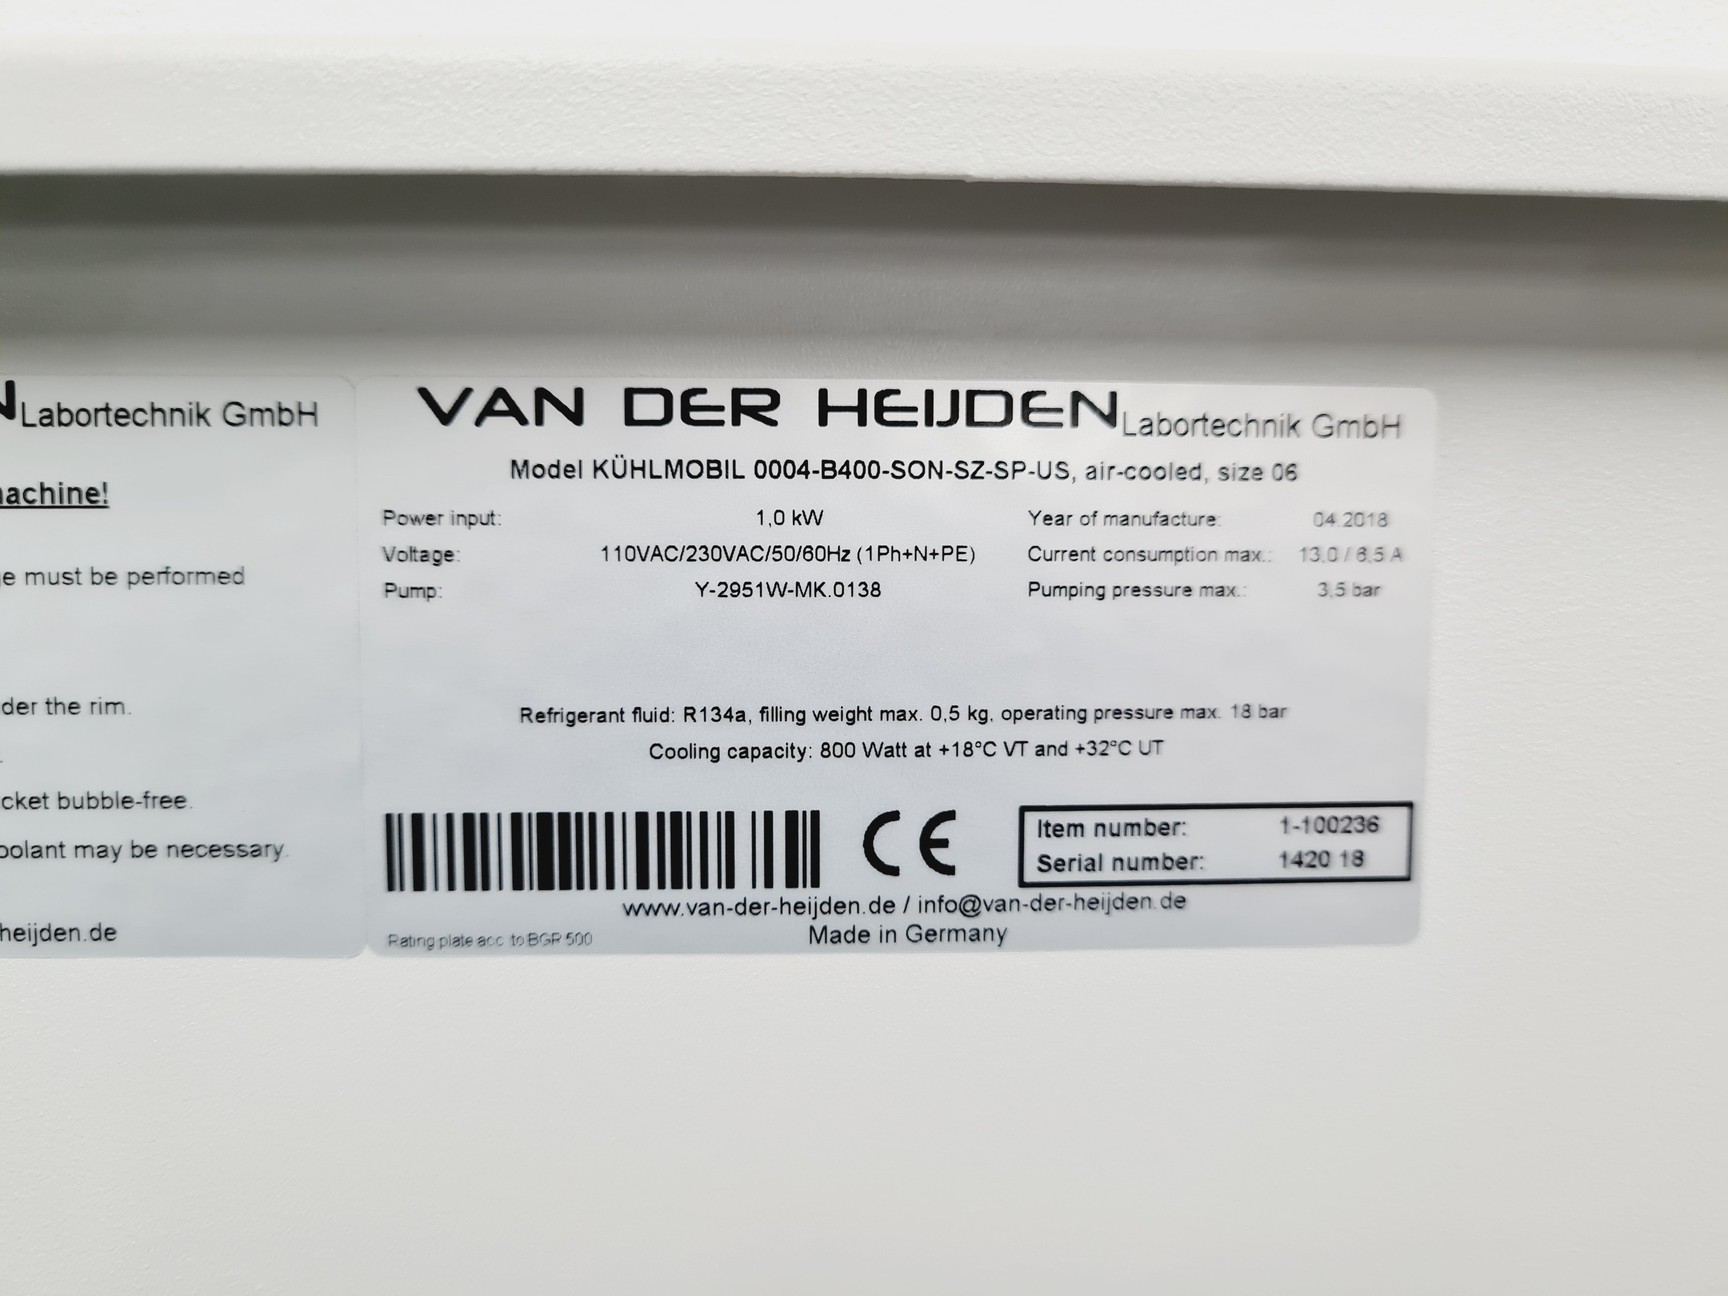 N Labortechnik GmbH
machine!
e must be performed
der the rim.
cket bubble-free.
oolant may be necessary.
heijden.de
VAN DER HEIJDEN Labortechnik GmbH
Model KÜHLMOBIL 0004-B400-SON-SZ-SP-US, air-cooled, size 06
Power input: 1,0 kW Year of manufacture: 04.2018
Voltage: 110VAC/230VAC/50/60Hz (1Ph+N+PE) Current consumption max.: 13,0 / 6,5 A
Pump: Y-2951W-MK.0138 Pumping pressure max.: 3,5 bar
Refrigerant fluid: R134a, filling weight max. 0,5 kg, operating pressure max. 18 bar
Cooling capacity: 800 Watt at +18°C VT and +32°C UT
CE
Item number: 1-100236
Serial number: 142018
www.van-der-heijden.de / info@van-der-heijden.de
Rating plate acc. to BGR 500
Made in Germany